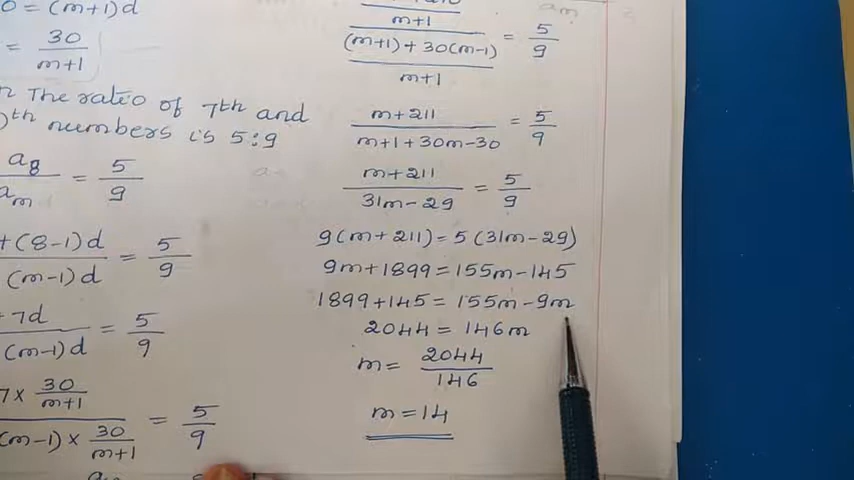 0 = (m+1)d
= 30/(m+1)
The ratio of 7th and
th numbers is 5:9
a8/am = 5/9
+(8-1)d/(m-1)d = 5/9
+7d/(m-1)d = 5/9
7 × 30/(m+1) / (m-1) × 30/(m+1) = 5/9
m+1 / ((m+1) + 30(m-1))/(m+1) = 5/9
(m+211)/(m+1+30m-30) = 5/9
(m+211)/(31m-29) = 5/9
9(m+211) = 5(31m-29)
9m+1899 = 155m-145
1899+145 = 155m-9m
2044 = 146m
m = 2044/146
m = 14